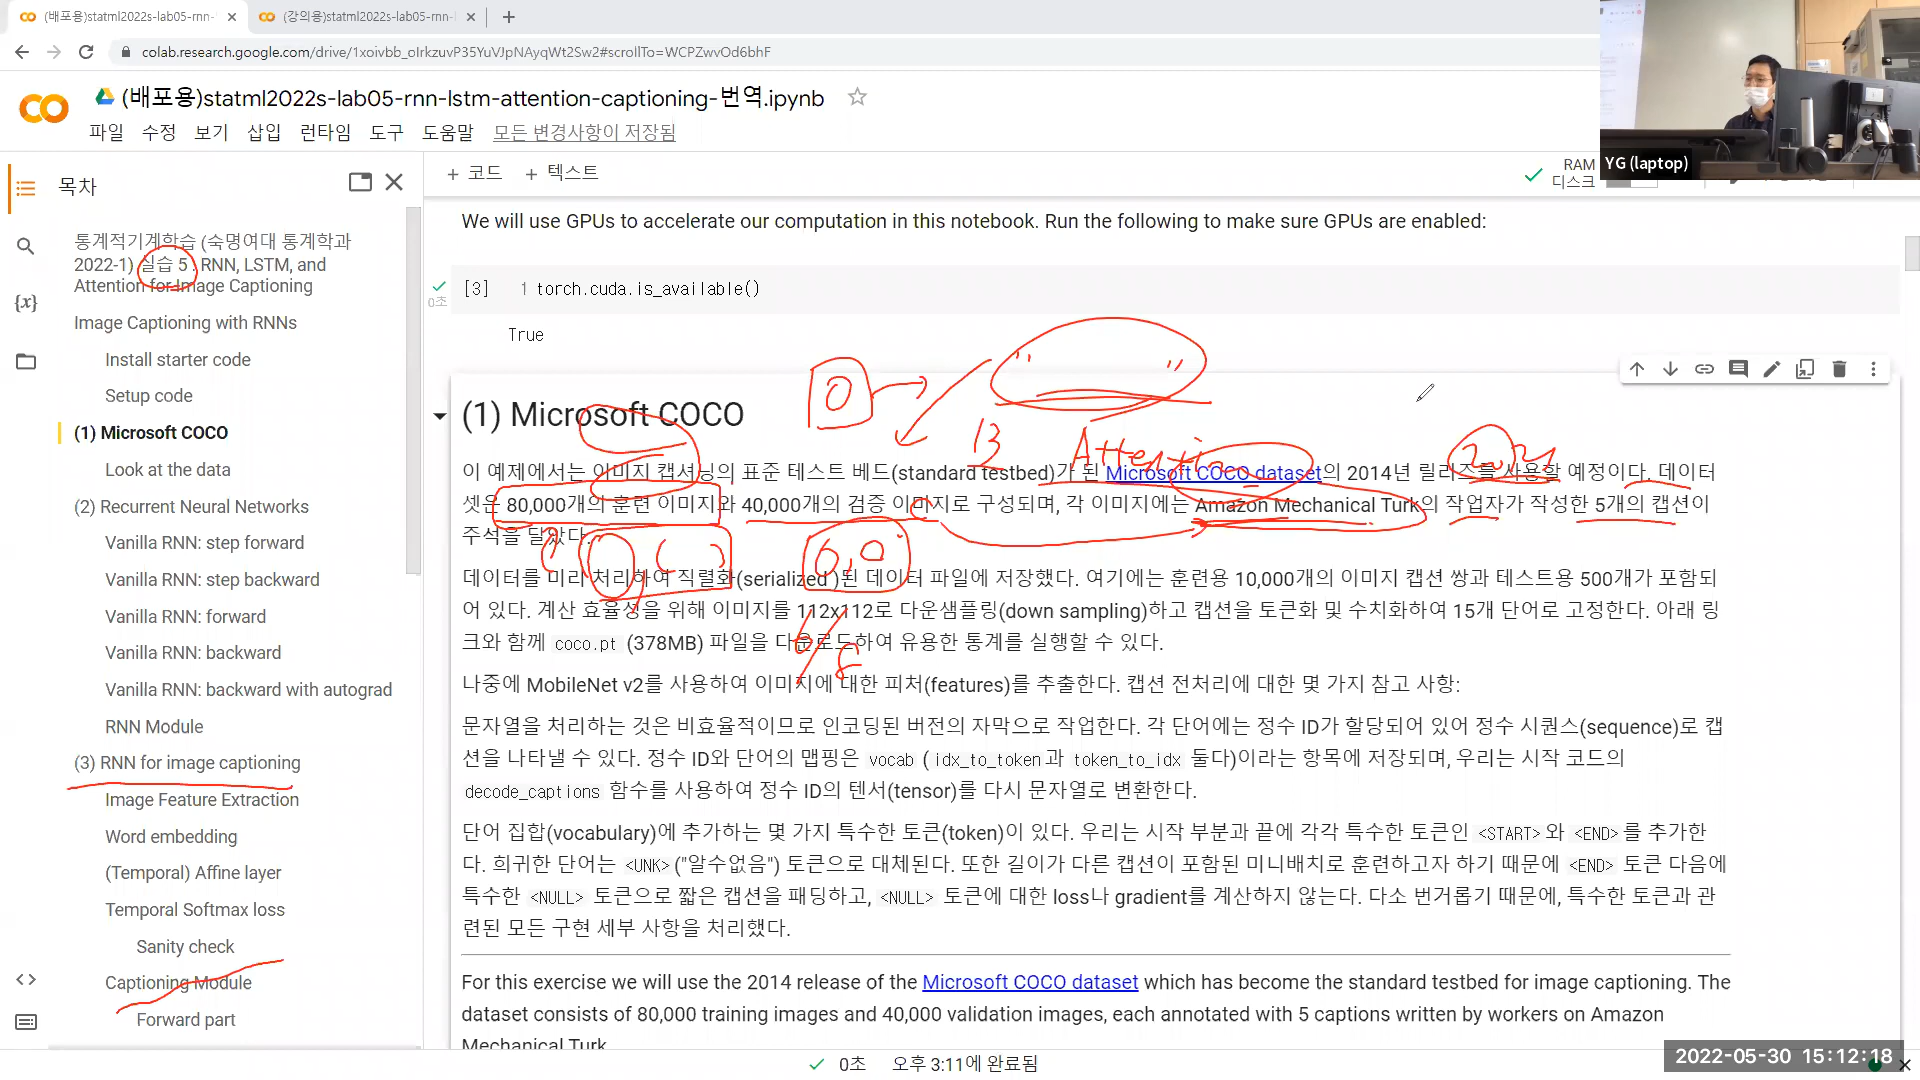 (배포용)statml2022s-lab05-rnn-
(강의용)statml2022s-lab05-rnn-l
colab.research.google.com/drive/1xoivbb_oIrkzuvP35YuVJpNAyqWt2Sw2#scrollTo=WCPZwvOd6bhF
(배포용)statml2022s-lab05-rnn-lstm-attention-captioning-번역.ipynb
파일 수정 보기 삽입 런타임 도구 도움말 모든 변경사항이 저장됨
YG (laptop)
목차
+ 코드 + 텍스트
RAM
디스크
통계적기계학습 (숙명여대 통계학과
2022-1) 실습 5 : RNN, LSTM, and
Attention for Image Captioning
Image Captioning with RNNs
Install starter code
Setup code
(1) Microsoft COCO
Look at the data
(2) Recurrent Neural Networks
Vanilla RNN: step forward
Vanilla RNN: step backward
Vanilla RNN: forward
Vanilla RNN: backward
Vanilla RNN: backward with autograd
RNN Module
(3) RNN for image captioning
Image Feature Extraction
Word embedding
(Temporal) Affine layer
Temporal Softmax loss
Sanity check
Captioning Module
Forward part
We will use GPUs to accelerate our computation in this notebook. Run the following to make sure GPUs are enabled:
0초
[3] 1 torch.cuda.is_available()
True
(1) Microsoft COCO
13 Attention
이 예제에서는 이미지 캡셔닝의 표준 테스트 베드(standard testbed)가 된 Microsoft COCO dataset의 2014년 릴리즈를 사용할 예정이다. 데이터
셋은 80,000개의 훈련 이미지와 40,000개의 검증 이미지로 구성되며, 각 이미지에는 Amazon Mechanical Turk의 작업자가 작성한 5개의 캡션이
주석을 달았다.
데이터를 미리 처리하여 직렬화(serialized )된 데이터 파일에 저장했다. 여기에는 훈련용 10,000개의 이미지 캡션 쌍과 테스트용 500개가 포함되
어 있다. 계산 효율성을 위해 이미지를 112x112로 다운샘플링(down sampling)하고 캡션을 토큰화 및 수치화하여 15개 단어로 고정한다. 아래 링
크와 함께 coco.pt (378MB) 파일을 다운로드하여 유용한 통계를 실행할 수 있다.
나중에 MobileNet v2를 사용하여 이미지에 대한 피처(features)를 추출한다. 캡션 전처리에 대한 몇 가지 참고 사항:
문자열을 처리하는 것은 비효율적이므로 인코딩된 버전의 자막으로 작업한다. 각 단어에는 정수 ID가 할당되어 있어 정수 시퀀스(sequence)로 캡
션을 나타낼 수 있다. 정수 ID와 단어의 맵핑은 vocab ( idx_to_token과 token_to_idx 둘다)이라는 항목에 저장되며, 우리는 시작 코드의
decode_captions 함수를 사용하여 정수 ID의 텐서(tensor)를 다시 문자열로 변환한다.
단어 집합(vocabulary)에 추가하는 몇 가지 특수한 토큰(token)이 있다. 우리는 시작 부분과 끝에 각각 특수한 토큰인 <START>와 <END>를 추가한
다. 희귀한 단어는 <UNK>("알수없음") 토큰으로 대체된다. 또한 길이가 다른 캡션이 포함된 미니배치로 훈련하고자 하기 때문에 <END> 토큰 다음에
특수한 <NULL> 토큰으로 짧은 캡션을 패딩하고, <NULL> 토큰에 대한 loss나 gradient를 계산하지 않는다. 다소 번거롭기 때문에, 특수한 토큰과 관
련된 모든 구현 세부 사항을 처리했다.
For this exercise we will use the 2014 release of the Microsoft COCO dataset which has become the standard testbed for image captioning. The
dataset consists of 80,000 training images and 40,000 validation images, each annotated with 5 captions written by workers on Amazon
Mechanical Turk.
0초 오후 3:11에 완료됨
2022-05-30 15:12:18